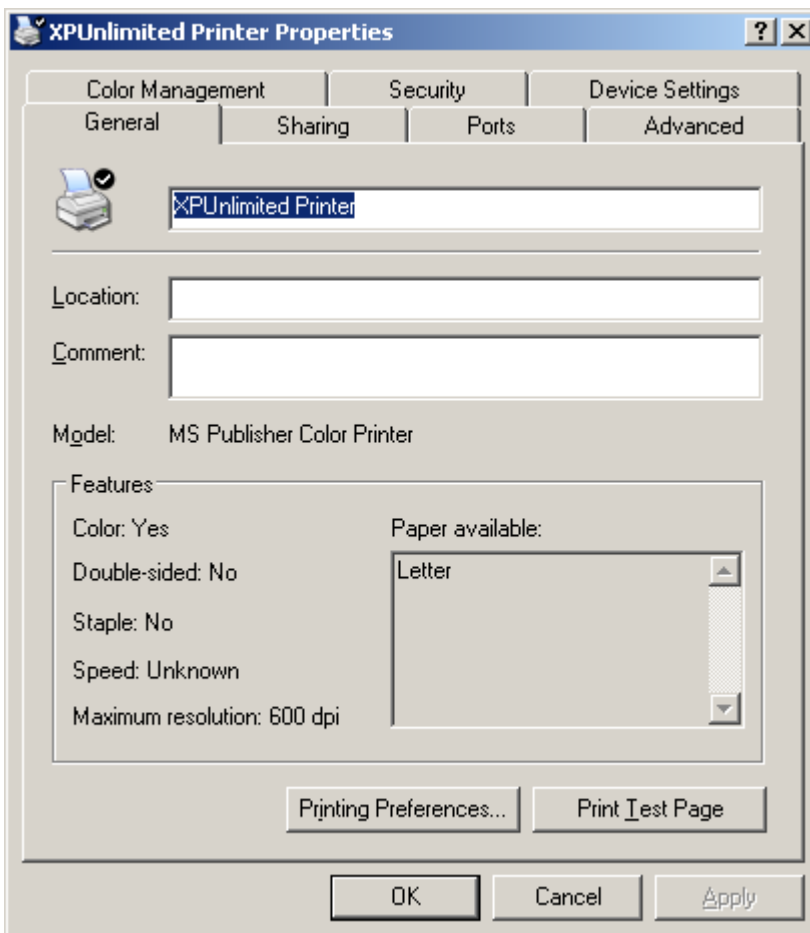 XPUnlimited Printer Properties
Color Management Security Device Settings
General Sharing Ports Advanced
XPUnlimited Printer
Location:
Comment:
Model: MS Publisher Color Printer
Features
Color: Yes Paper available:
Double-sided: No Letter
Staple: No
Speed: Unknown
Maximum resolution: 600 dpi
Printing Preferences... Print Test Page
OK Cancel Apply